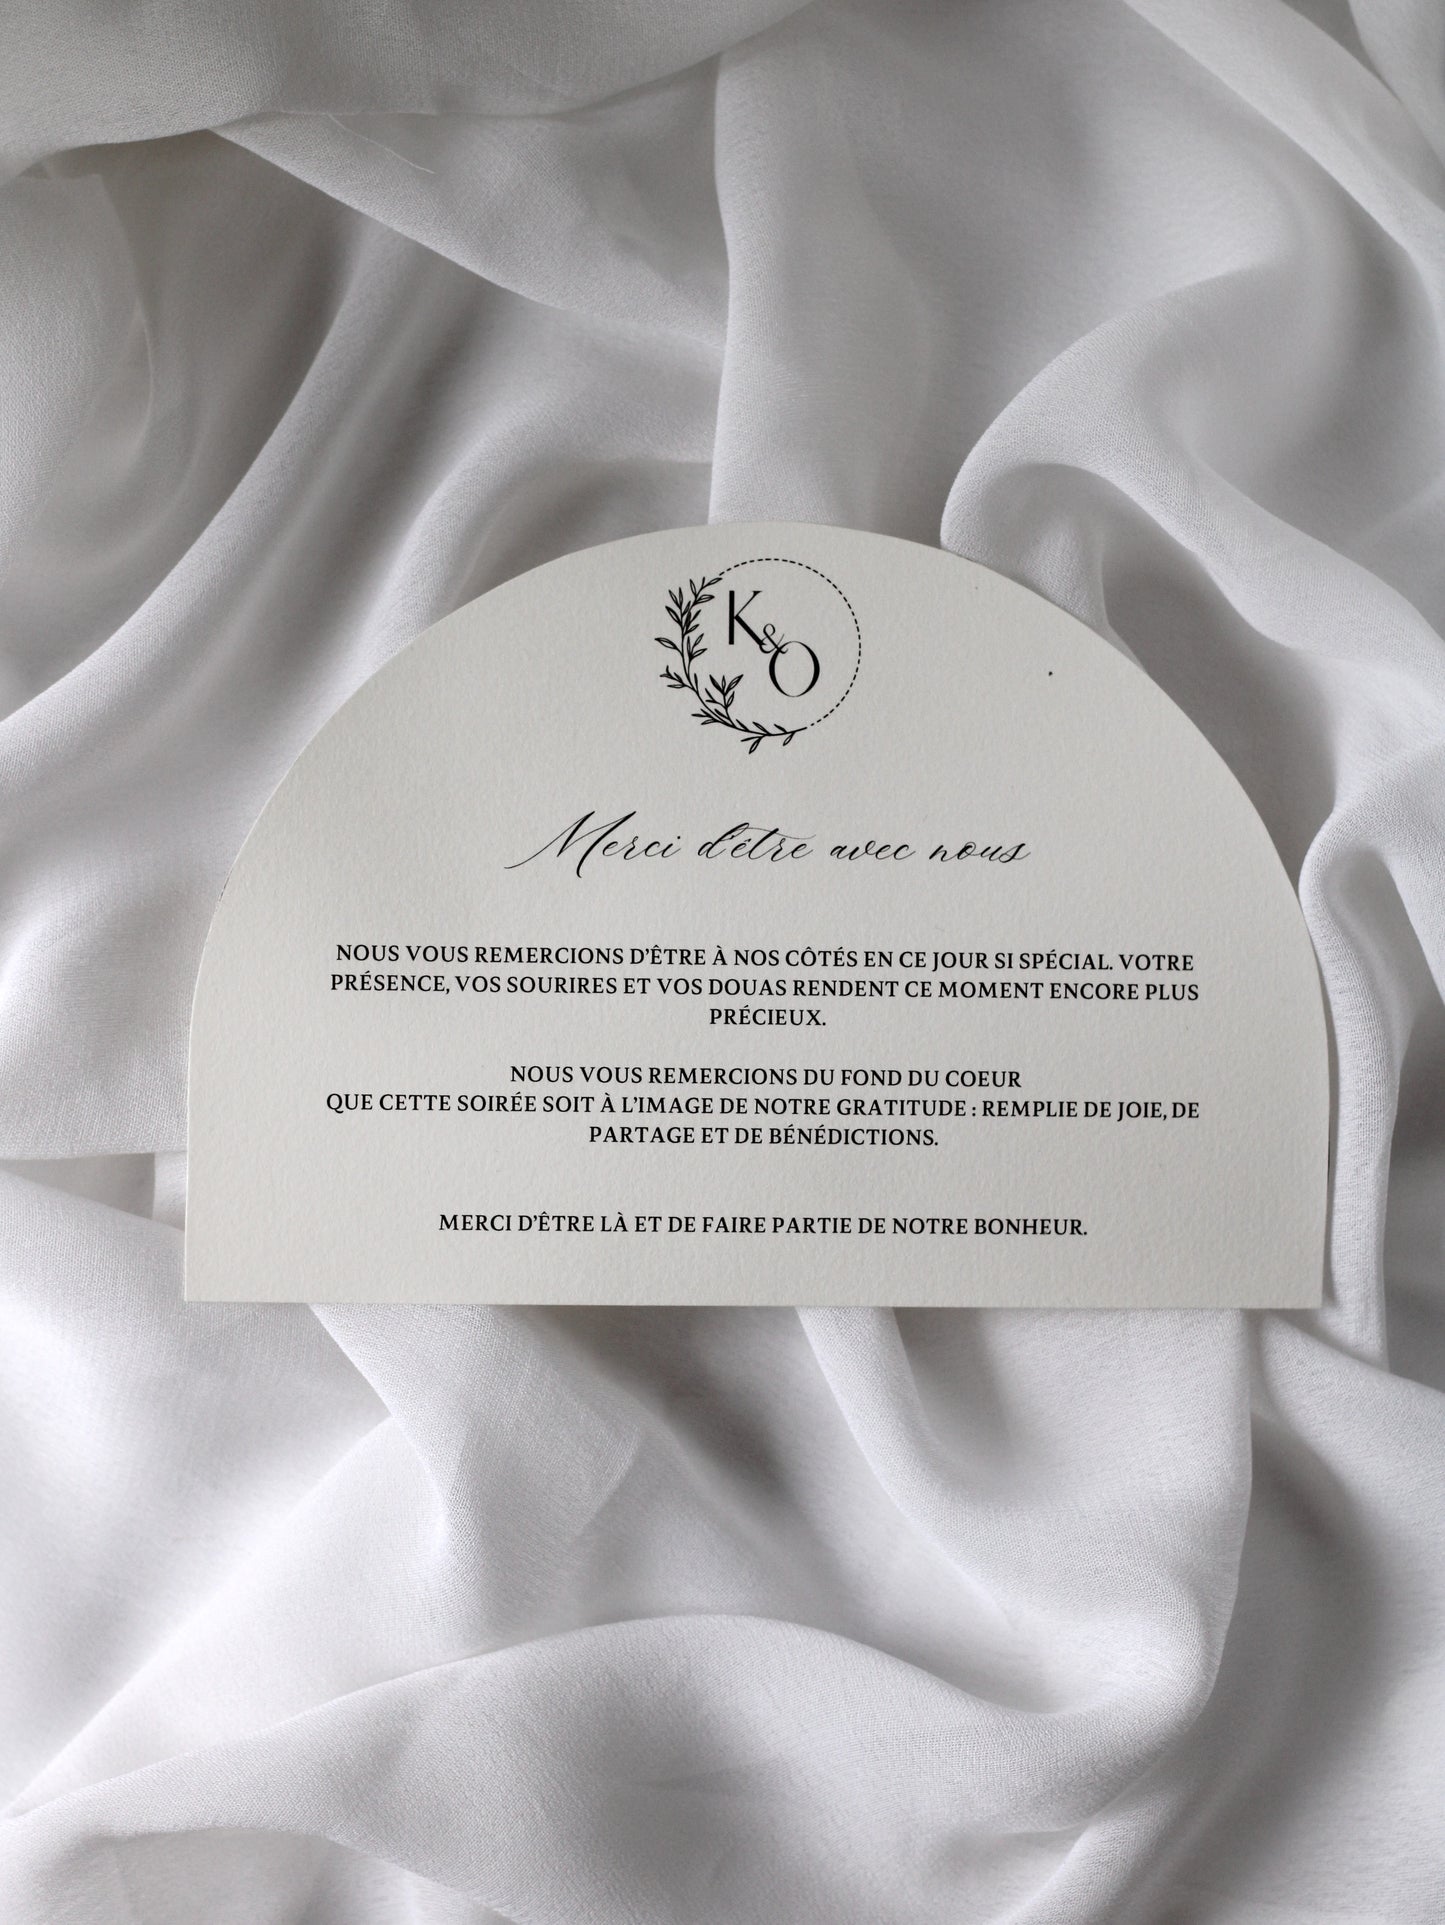 K
&
O
Merci d'être avec nous
NOUS VOUS REMERCIONS D'ÊTRE À NOS CÔTÉS EN CE JOUR SI SPÉCIAL. VOTRE
PRÉSENCE, VOS SOURIRES ET VOS DOUAS RENDENT CE MOMENT ENCORE PLUS
PRÉCIEUX.
NOUS VOUS REMERCIONS DU FOND DU COEUR
QUE CETTE SOIRÉE SOIT À L'IMAGE DE NOTRE GRATITUDE : REMPLIE DE JOIE, DE
PARTAGE ET DE BÉNÉDICTIONS.
MERCI D'ÊTRE LÀ ET DE FAIRE PARTIE DE NOTRE BONHEUR.